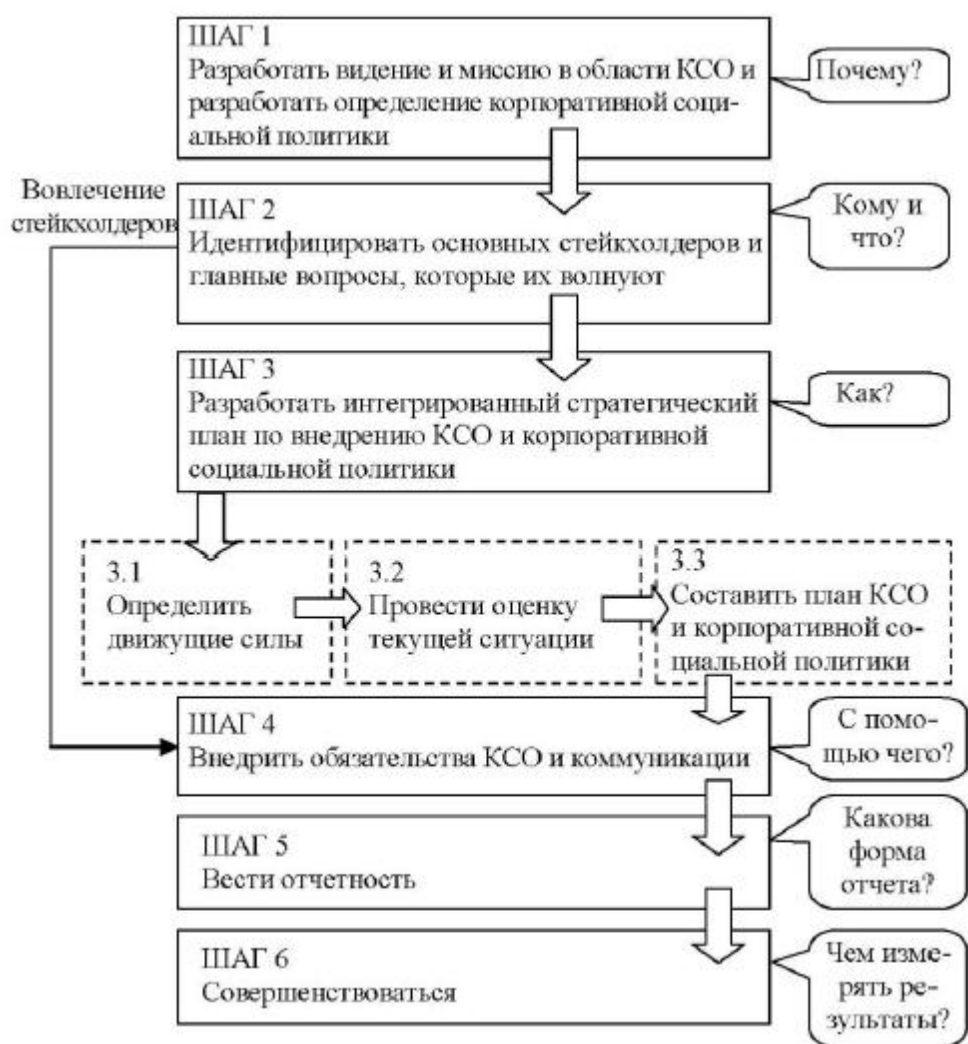 ШАГ 1
Разработать видение и миссию в области КСО и
разработать определение корпоративной соци-
альной политики
Почему?
Вовлечение
стейкхолдеров
ШАГ 2
Идентифицировать основных стейкхолдеров и
главные вопросы, которые их волнуют
Кому и
что?
ШАГ 3
Разработать интегрированный стратегический
план по внедрению КСО и корпоративной
социальной политики
Как?
3.1
Определить
движущие силы
3.2
Провести оценку
текущей ситуации
3.3
Составить план КСО
и корпоративной со-
циальной политики
ШАГ 4
Внедрить обязательства КСО и коммуникации
С помо-
щью чего?
ШАГ 5
Вести отчетность
Какова
форма
отчета?
ШАГ 6
Совершенствоваться
Чем изме-
рять ре-
зультаты?